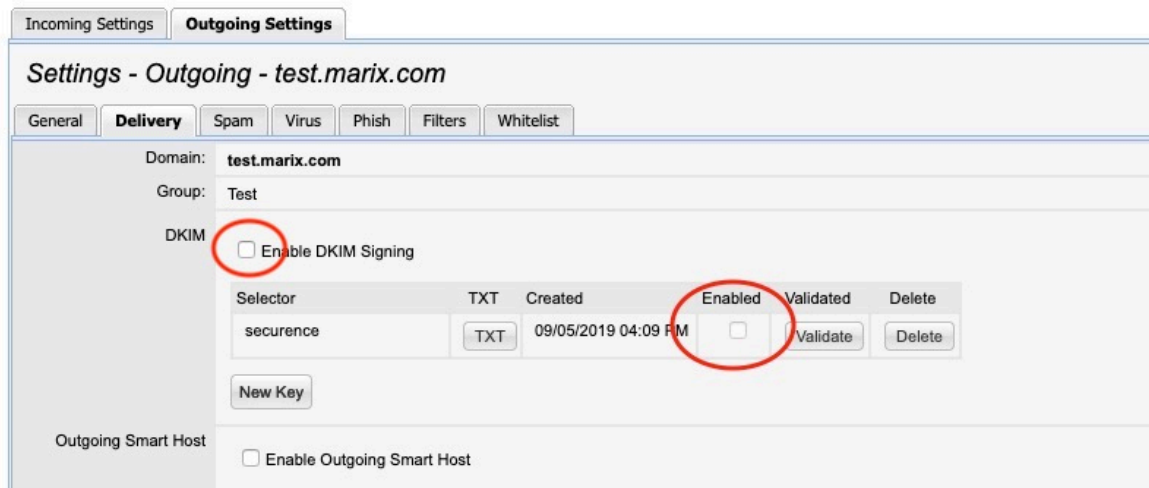 Incoming Settings Outgoing Settings
Settings - Outgoing - test.marix.com
General Delivery Spam Virus Phish Filters Whitelist
Domain: test.marix.com
Group: Test
DKIM
Enable DKIM Signing
Selector TXT Created Enabled Validated Delete
securence TXT 09/05/2019 04:09 PM Validate Delete
New Key
Outgoing Smart Host
Enable Outgoing Smart Host